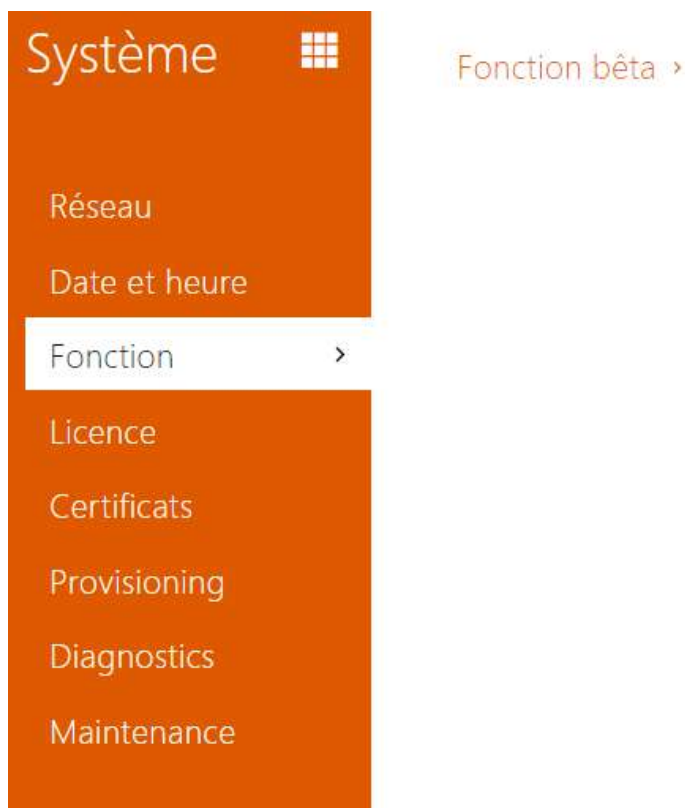 Système
Fonction bêta ›
Réseau
Date et heure
Fonction ›
Licence
Certificats
Provisioning
Diagnostics
Maintenance